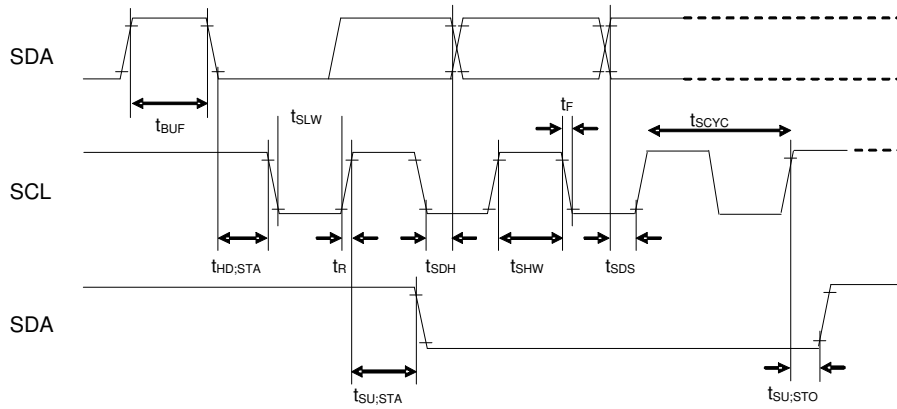 SDA
tBUF
tSLW
tF
tSCYC
SCL
tHD;STA
tR
tSDH
tSHW
tSDS
SDA
tSU;STA
tSU;STO